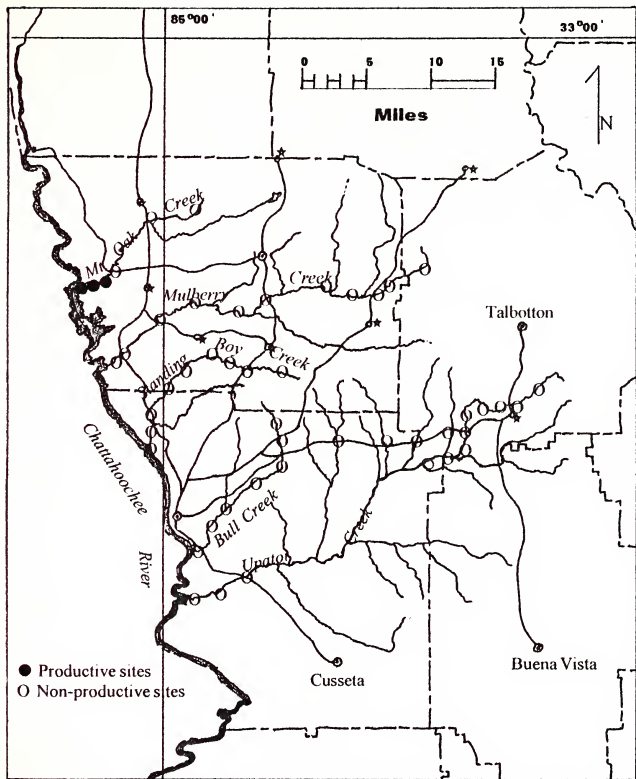 85°00'
33°00'
0 5 10 15
Miles
N
Mt. Oak Creek
Mulberry Creek
Standing Boy Creek
Talbotton
Chattahoochee River
Bull Creek
Upatoi Creek
Buena Vista
Cusseta
● Productive sites
O Non-productive sites